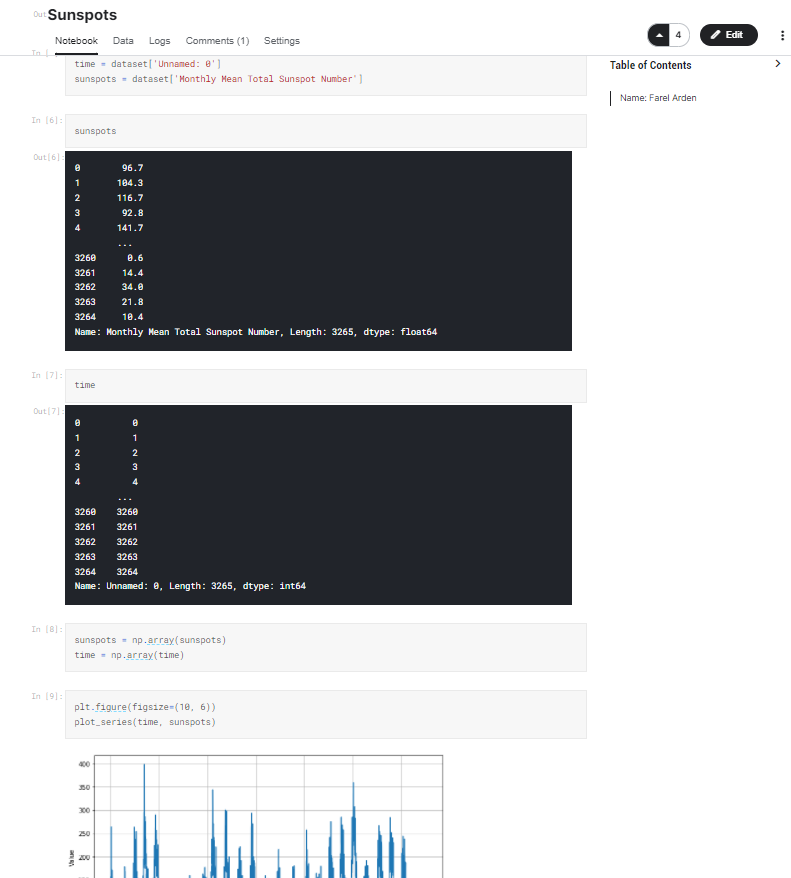 Out
Sunspots
Notebook
Data
Logs
Comments (1)
Settings
4
Edit
In [
time = dataset['Unnamed: 0']
sunspots = dataset['Monthly Mean Total Sunspot Number']
Table of Contents
Name: Farel Arden
In [6]:
sunspots
Out[6]:
0 96.7
1 104.3
2 116.7
3 92.8
4 141.7
...
3260 0.6
3261 14.4
3262 34.0
3263 21.8
3264 10.4
Name: Monthly Mean Total Sunspot Number, Length: 3265, dtype: float64
In [7]:
time
Out[7]:
0 0
1 1
2 2
3 3
4 4
...
3260 3260
3261 3261
3262 3262
3263 3263
3264 3264
Name: Unnamed: 0, Length: 3265, dtype: int64
In [8]:
sunspots = np.array(sunspots)
time = np.array(time)
In [9]:
plt.figure(figsize=(10, 6))
plot_series(time, sunspots)
400
350
300
250
200
Value